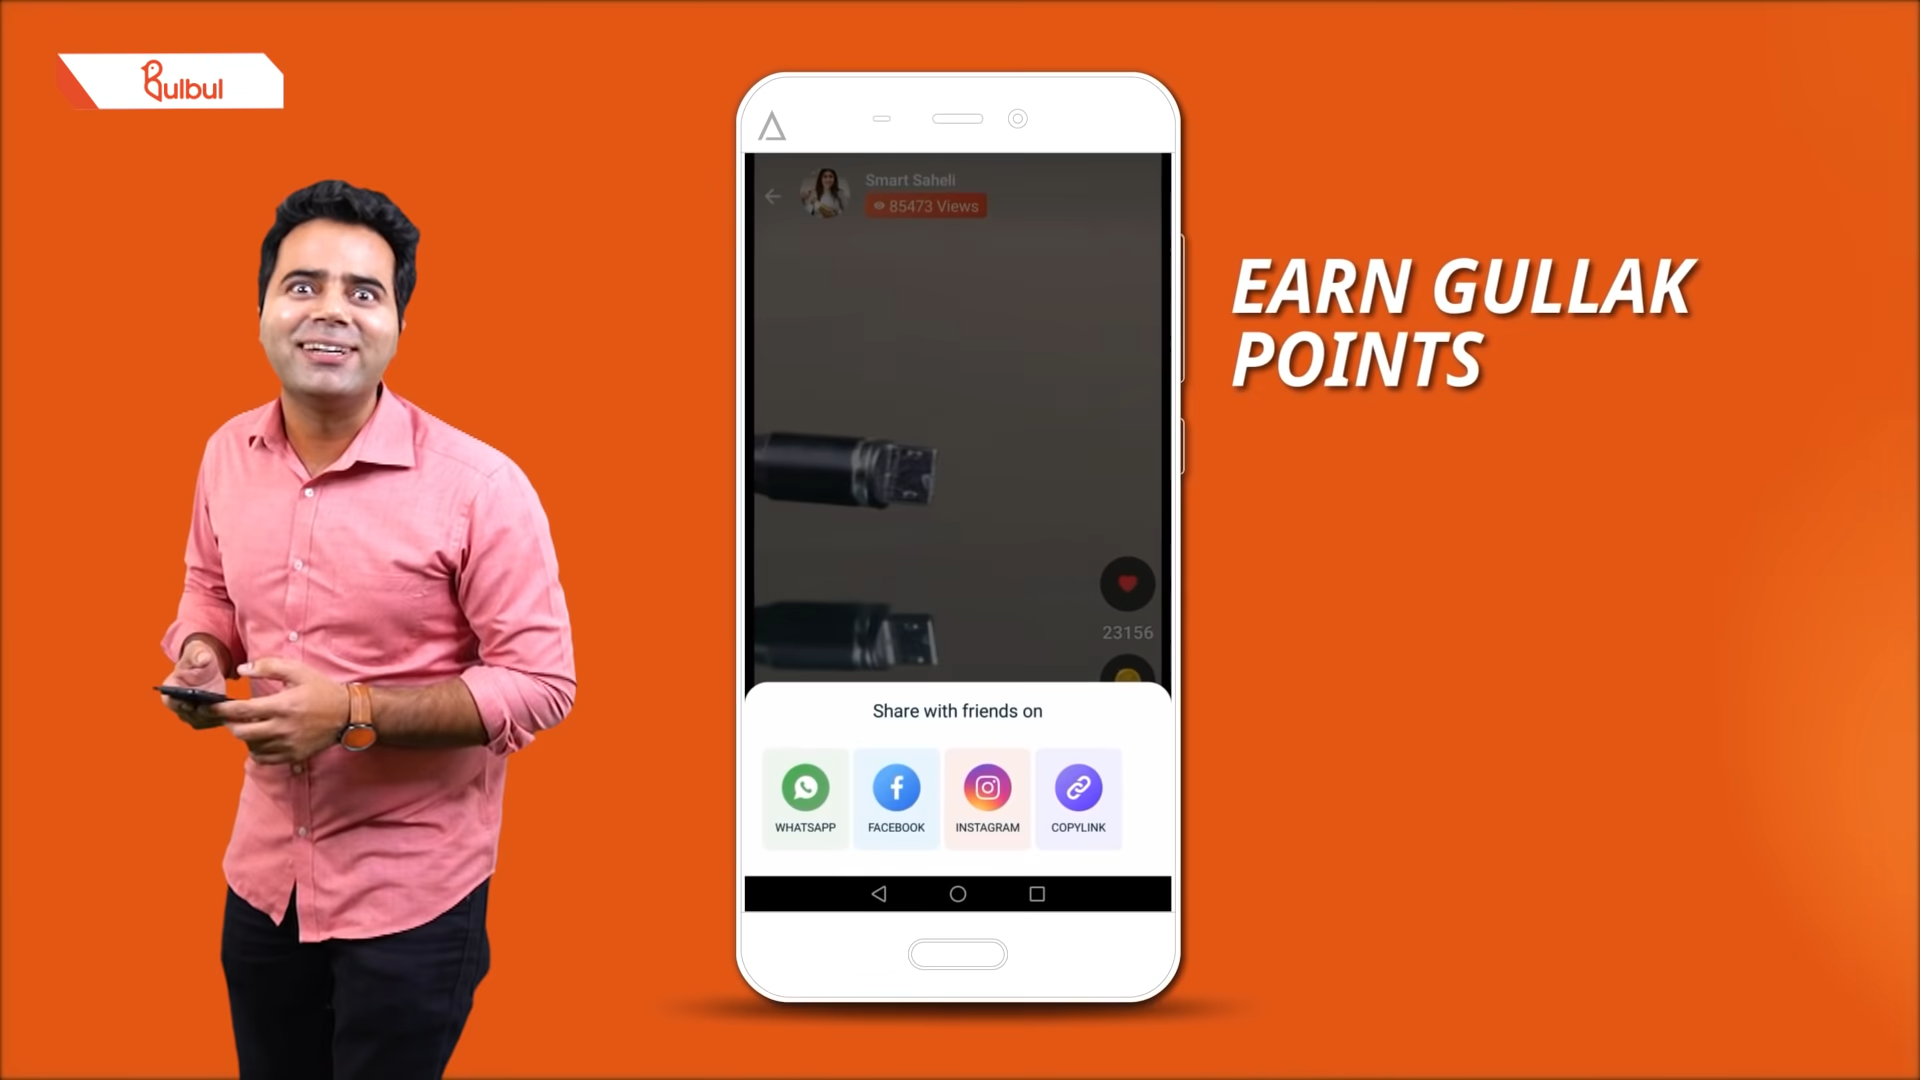 Bulbul
Smart Saheli
85473 Views
EARN GULLAK
POINTS
23156
Share with friends on
WHATSAPP
FACEBOOK
INSTAGRAM
COPYLINK